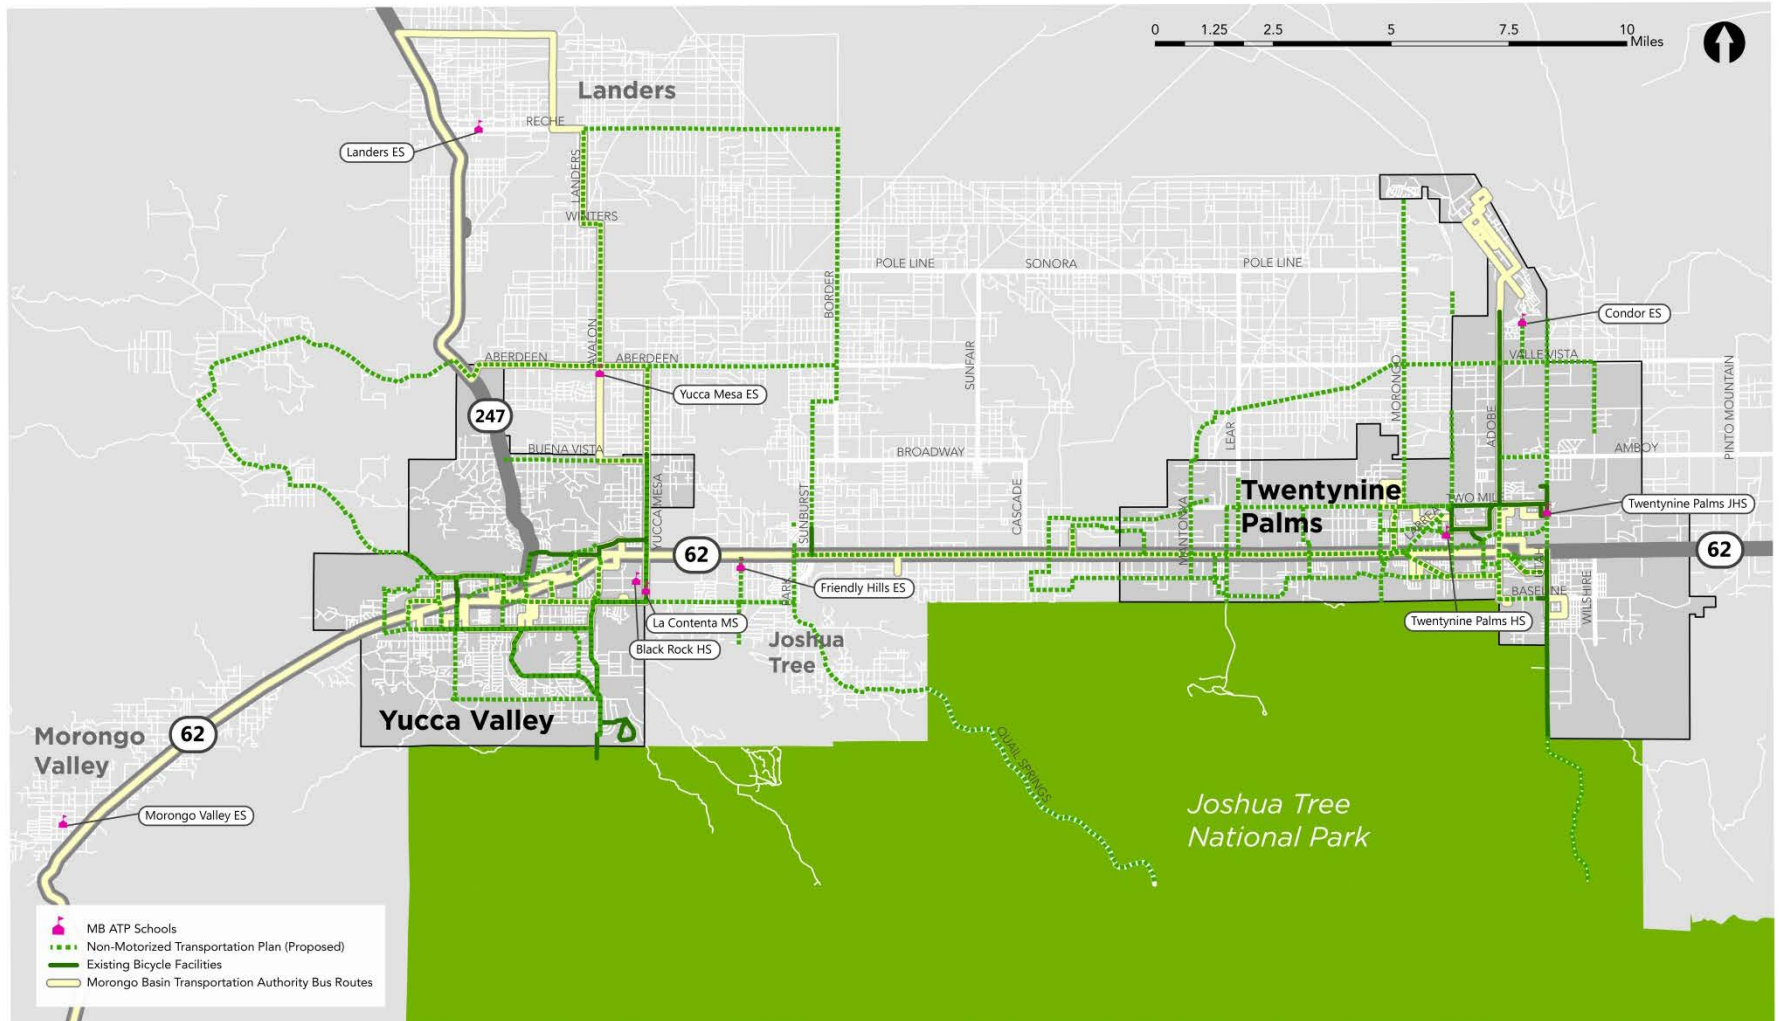 0 1.25 2.5 5 7.5 10
Miles
Landers
RECHE
Landers ES
LANDERS
WINTERS
POLE LINE
SONORA
POLE LINE
BORDER
Condor ES
AVALON
ABERDEEN
ABERDEEN
VALLE VISTA
SUNFAIR
MORONGO
PINTO MOUNTAIN
Yucca Mesa ES
247
ADOBE
LEAR
BUENA VISTA
BROADWAY
AMBOY
YUCCA MESA
SUNBURST
CASCADE
MANTONYA
Twentynine
Palms
TWO MIL
Twentynine Palms JHS
62
62
UTAH
PARK
Friendly Hills ES
BASELINE
WILSHIRE
La Contenta MS
Twentynine Palms HS
Black Rock HS
Joshua
Tree
Yucca Valley
62
Morongo
Valley
QUAIL SPRINGS
Joshua Tree
National Park
Morongo Valley ES
MB ATP Schools
Non-Motorized Transportation Plan (Proposed)
Existing Bicycle Facilities
Morongo Basin Transportation Authority Bus Routes